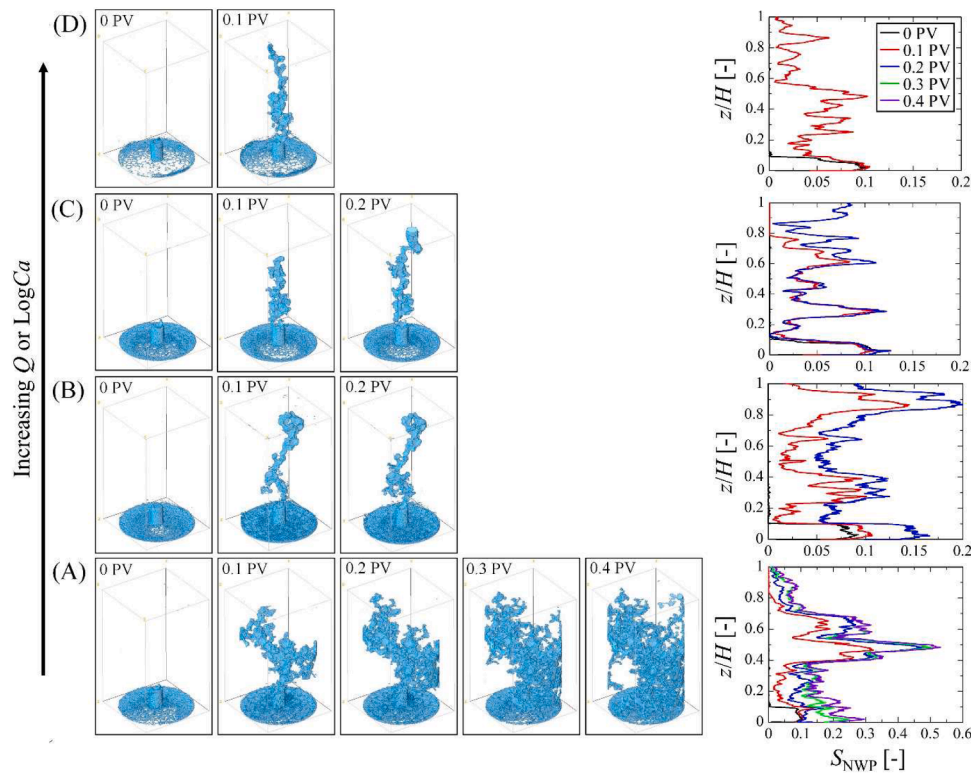 (D)
0 PV
0.1 PV
z/H [-]
1
0.8
0.6
0.4
0.2
0
0 PV
0.1 PV
0.2 PV
0.3 PV
0.4 PV
0 0.05 0.1 0.15 0.2
Increasing Q or LogCa
(C)
0 PV
0.1 PV
0.2 PV
z/H [-]
1
0.8
0.6
0.4
0.2
0
0 0.05 0.1 0.15 0.2
(B)
0 PV
0.1 PV
0.2 PV
z/H [-]
1
0.8
0.6
0.4
0.2
0
0 0.05 0.1 0.15 0.2
(A)
0 PV
0.1 PV
0.2 PV
0.3 PV
0.4 PV
z/H [-]
1
0.8
0.6
0.4
0.2
0
0 0.1 0.2 0.3 0.4 0.5 0.6
SNWP [-]